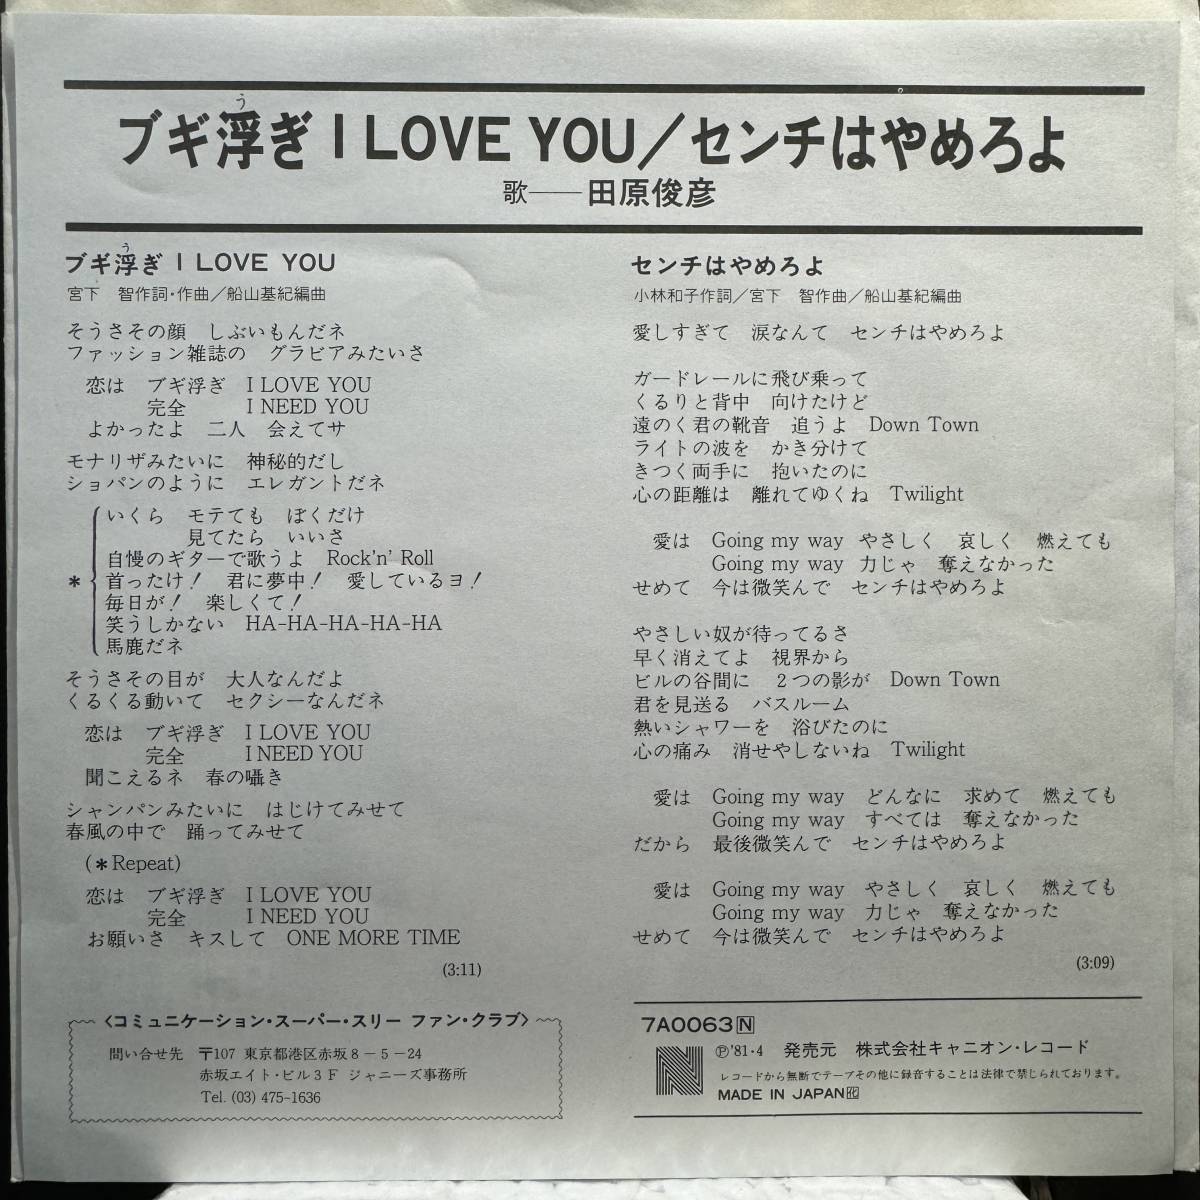 ブギ浮ぎ I LOVE YOU／センチはやめろよ
歌──田原俊彦
ブギ浮ぎ I LOVE YOU
宮下　智作詞・作曲／船山基紀編曲
そうさその顔　しぶいもんだネ
ファッション雑誌の　グラビアみたいさ
恋は　ブギ浮ぎ　I LOVE YOU
完全　I NEED YOU
よかったよ　二人　会えてサ
モナリザみたいに　神秘的だし
ショパンのように　エレガントだネ
いくら　モテても　ぼくだけ
見てたら　いいさ
自慢のギターで歌うよ　Rock'n' Roll
＊ 首ったけ！　君に夢中！　愛しているヨ！
毎日が！　楽しくて！
笑うしかない　HA-HA-HA-HA-HA
馬鹿だネ
そうさその目が　大人なんだよ
くるくる動いて　セクシーなんだネ
恋は　ブギ浮ぎ　I LOVE YOU
完全　I NEED YOU
聞こえるネ　春の囁き
シャンパンみたいに　はじけてみせて
春風の中で　踊ってみせて
(＊Repeat)
恋は　ブギ浮ぎ　I LOVE YOU
完全　I NEED YOU
お願いさ　キスして　ONE MORE TIME
(3:11)
〈コミュニケーション・スーパー・スリー ファン・クラブ〉
問い合せ先　〒107 東京都港区赤坂8－5－24
赤坂エイト・ビル3F ジャニーズ事務所
Tel. (03) 475-1636
センチはやめろよ
小林和子作詞／宮下　智作曲／船山基紀編曲
愛しすぎて　涙なんて　センチはやめろよ
ガードレールに飛び乗って
くるりと背中　向けたけど
遠のく君の靴音　追うよ　Down Town
ライトの波を　かき分けて
きつく両手に　抱いたのに
心の距離は　離れてゆくね　Twilight
愛は　Going my way　やさしく　哀しく　燃えても
Going my way　力じゃ　奪えなかった
せめて　今は微笑んで　センチはやめろよ
やさしい奴が待ってるさ
早く消えてよ　視界から
ビルの谷間に　2つの影が　Down Town
君を見送る　バスルーム
熱いシャワーを　浴びたのに
心の痛み　消せやしないね　Twilight
愛は　Going my way　どんなに　求めて　燃えても
Going my way　すべては　奪えなかった
だから　最後微笑んで　センチはやめろよ
愛は　Going my way　やさしく　哀しく　燃えても
Going my way　力じゃ　奪えなかった
せめて　今は微笑んで　センチはやめろよ
(3:09)
7A0063 N
Ⓟ'81・4　発売元　株式会社キャニオン・レコード
レコードから無断でテープその他に録音することは法律で禁じられております。
MADE IN JAPAN